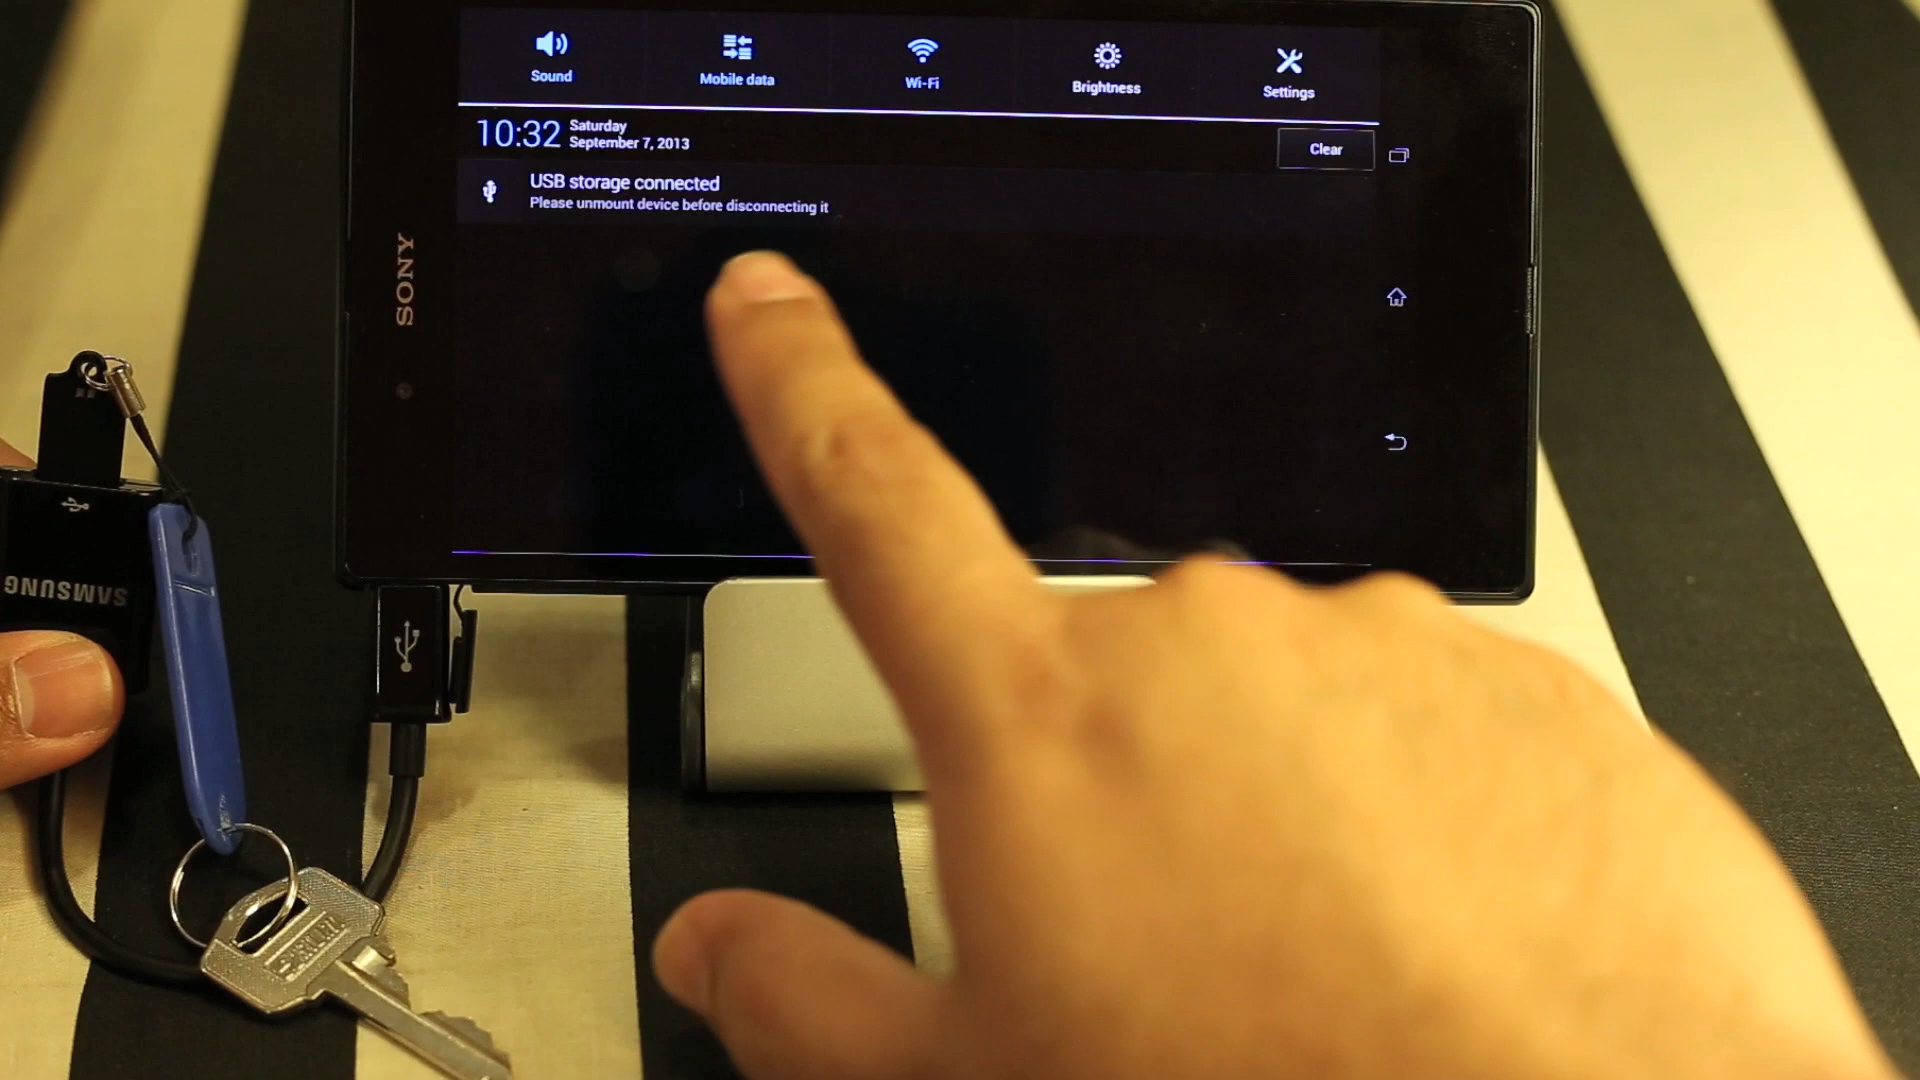 Sound
Mobile data
Wi-Fi
Brightness
Settings
10:32
Saturday
September 7, 2013
Clear
USB storage connected
Please unmount device before disconnecting it
SONY
SAMSUNG